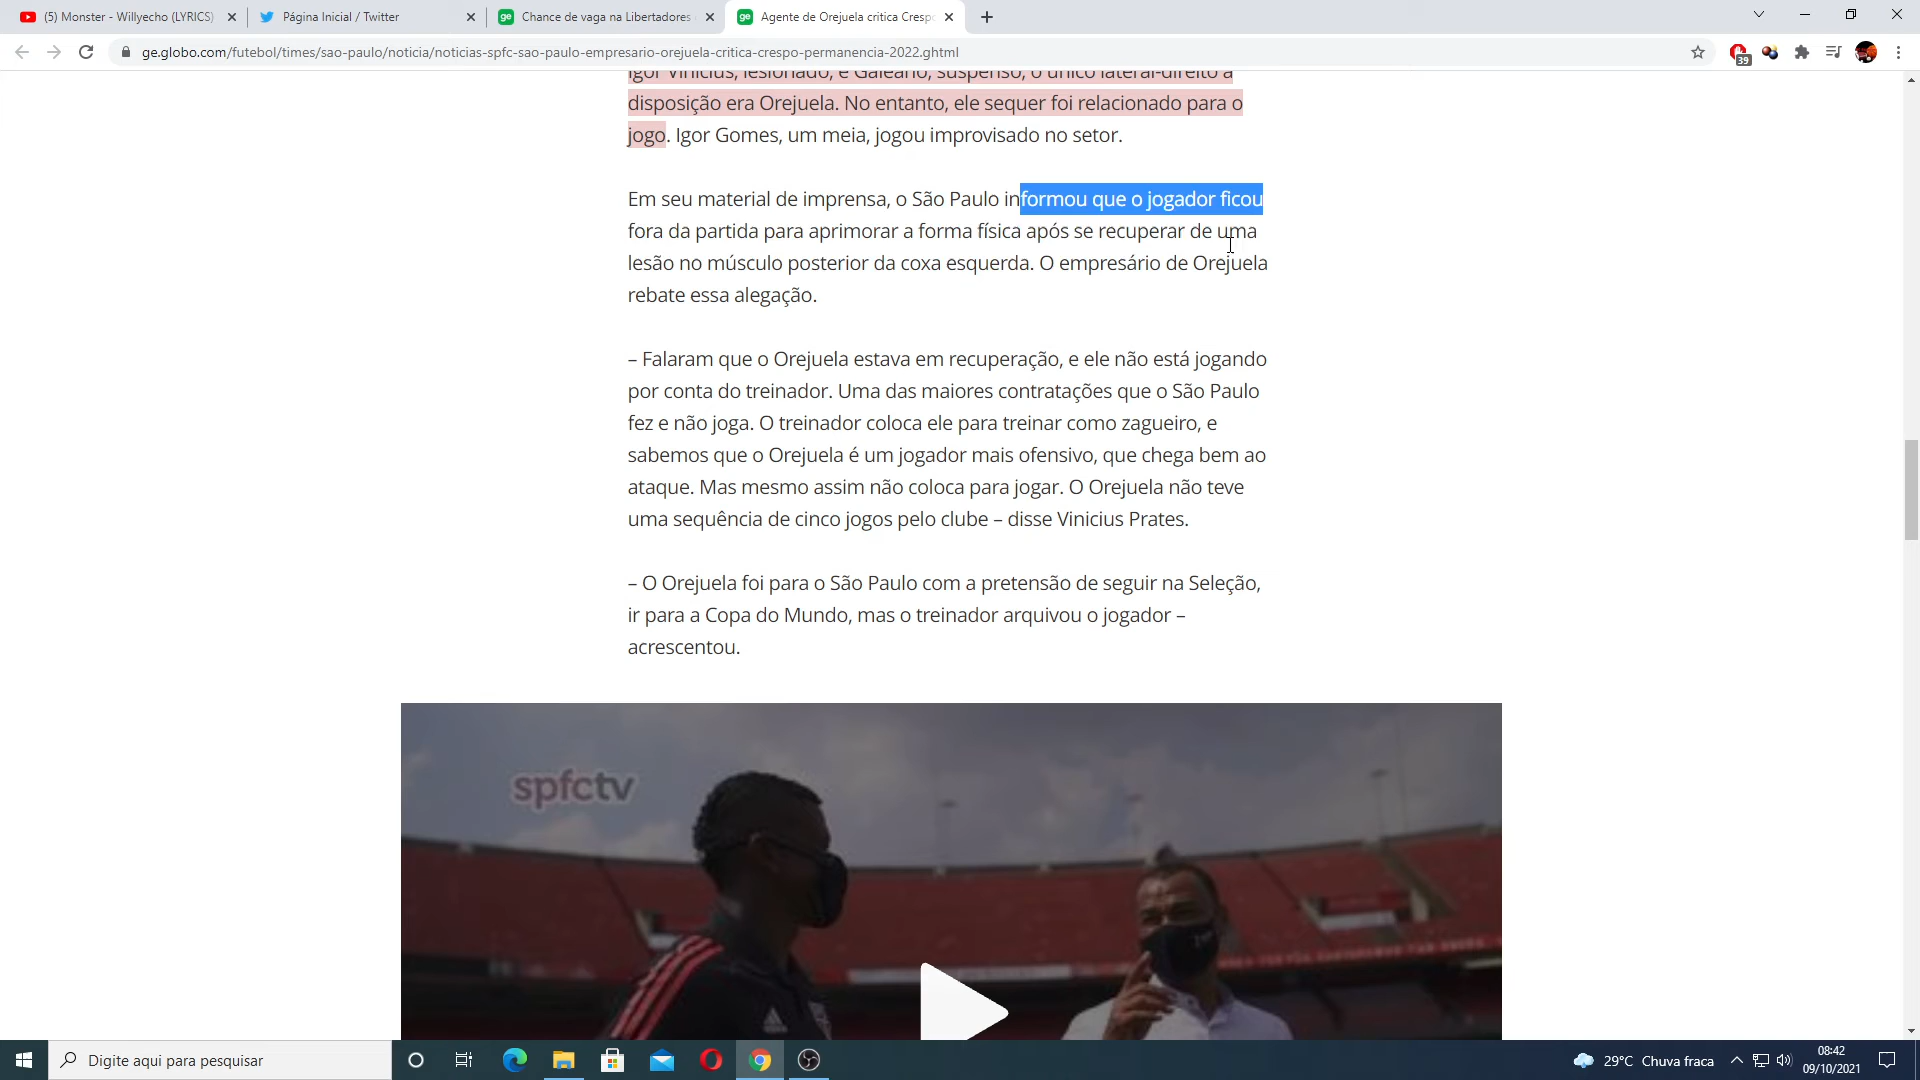 (5) Monster - Willyecho (LYRICS)
Página Inicial / Twitter
Chance de vaga na Libertadores
Agente de Orejuela critica Cresp
ge.globo.com/futebol/times/sao-paulo/noticia/noticias-spfc-sao-paulo-empresario-orejuela-critica-crespo-permanencia-2022.ghtml
39
Igor Vinicius, lesionado, e Galeano, suspenso, o único lateral-direito à
disposição era Orejuela. No entanto, ele sequer foi relacionado para o
jogo. Igor Gomes, um meia, jogou improvisado no setor.
Em seu material de imprensa, o São Paulo informou que o jogador ficou
fora da partida para aprimorar a forma física após se recuperar de uma
lesão no músculo posterior da coxa esquerda. O empresário de Orejuela
rebate essa alegação.
– Falaram que o Orejuela estava em recuperação, e ele não está jogando
por conta do treinador. Uma das maiores contratações que o São Paulo
fez e não joga. O treinador coloca ele para treinar como zagueiro, e
sabemos que o Orejuela é um jogador mais ofensivo, que chega bem ao
ataque. Mas mesmo assim não coloca para jogar. O Orejuela não teve
uma sequência de cinco jogos pelo clube – disse Vinicius Prates.
– O Orejuela foi para o São Paulo com a pretensão de seguir na Seleção,
ir para a Copa do Mundo, mas o treinador arquivou o jogador –
acrescentou.
spfctv
Digite aqui para pesquisar
29°C Chuva fraca
08:42
09/10/2021